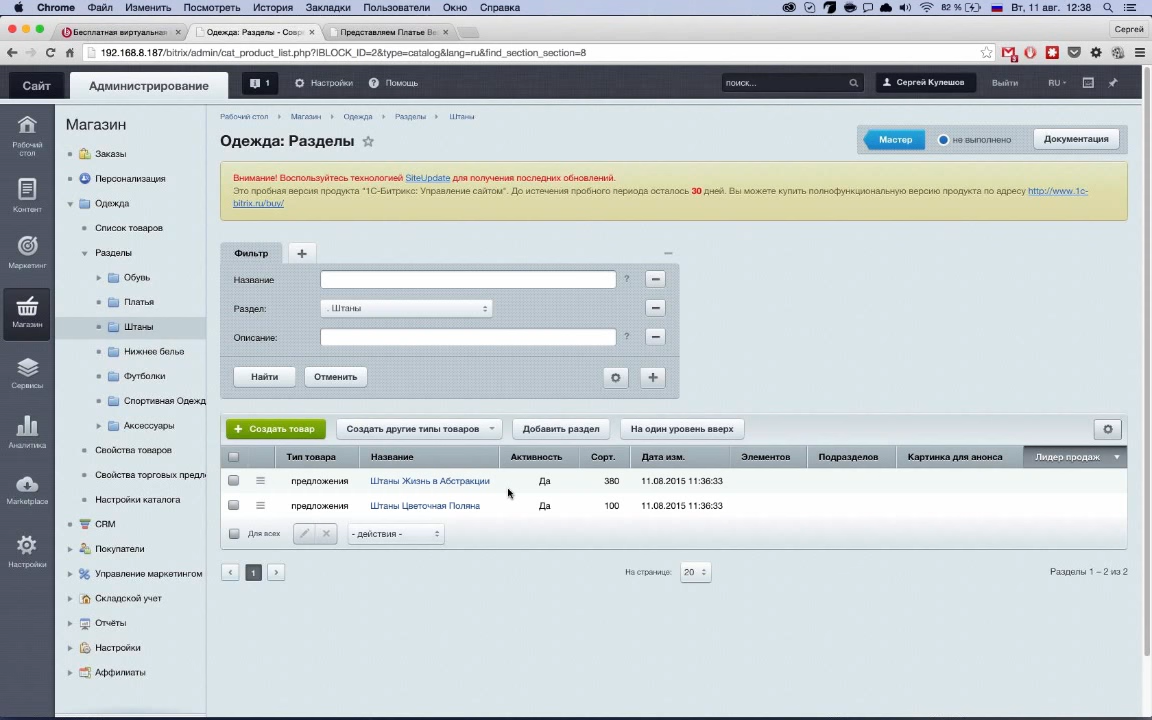 Chrome Файл Изменить Посмотреть История Закладки Пользователи Окно Справка 82 % Вт, 11 авг. 12:38
Бесплатная виртуальная × Одежда: Разделы - Совр × Представляем Платье Ве × Сергей
192.168.8.187/bitrix/admin/cat_product_list.php?IBLOCK_ID=2&type=catalog&lang=ru&find_section_section=8
Сайт Администрирование 1 Настройки Помощь поиск... Сергей Кулешов Выйти RU
Рабочий стол Магазин Одежда Разделы Штаны
Магазин
Одежда: Разделы
Мастер не выполнено Документация
Внимание! Воспользуйтесь технологией SiteUpdate для получения последних обновлений.
Это пробная версия продукта "1С-Битрикс: Управление сайтом". До истечения пробного периода осталось 30 дней. Вы можете купить полнофункциональную версию продукта по адресу http://www.1c-
bitrix.ru/buy/
Рабочий
стол
Контент
Маркетинг
Магазин
Сервисы
Аналитика
Marketplace
Настройки
Заказы
Персонализация
Одежда
Список товаров
Разделы
Обувь
Платья
Штаны
Нижнее белье
Футболки
Спортивная Одежд
Аксессуары
Свойства товаров
Свойства торговых предл
Настройки каталога
CRM
Покупатели
Управление маркетингом
Складской учет
Отчёты
Настройки
Аффилиаты
Фильтр +
Название ?
Раздел: . Штаны
Описание: ?
Найти Отменить
+ Создать товар Создать другие типы товаров Добавить раздел На один уровень вверх
Тип товара Название Активность Сорт. Дата изм. Элементов Подразделов Картинка для анонса Лидер продаж
предложения Штаны Жизнь в Абстракции Да 380 11.08.2015 11:36:33
предложения Штаны Цветочная Поляна Да 100 11.08.2015 11:36:33
Для всех - действия -
1 На странице: 20 Разделы 1 – 2 из 2